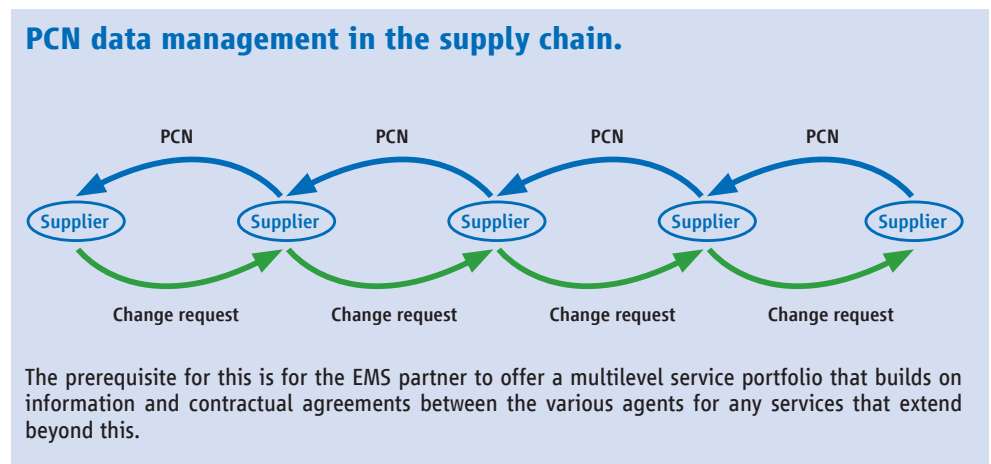 PCN data management in the supply chain.
PCN PCN PCN PCN
Supplier Supplier Supplier Supplier Supplier
Change request Change request Change request Change request
The prerequisite for this is for the EMS partner to offer a multilevel service portfolio that builds on
information and contractual agreements between the various agents for any services that extend
beyond this.